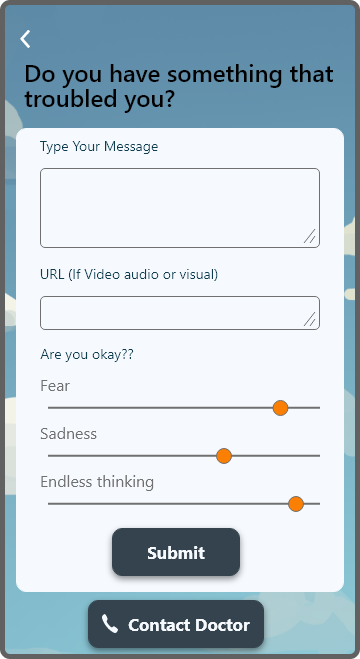 Do you have something that
troubled you?
Type Your Message
URL (If Video audio or visual)
Are you okay??
Fear
Sadness
Endless thinking
Submit
Contact Doctor